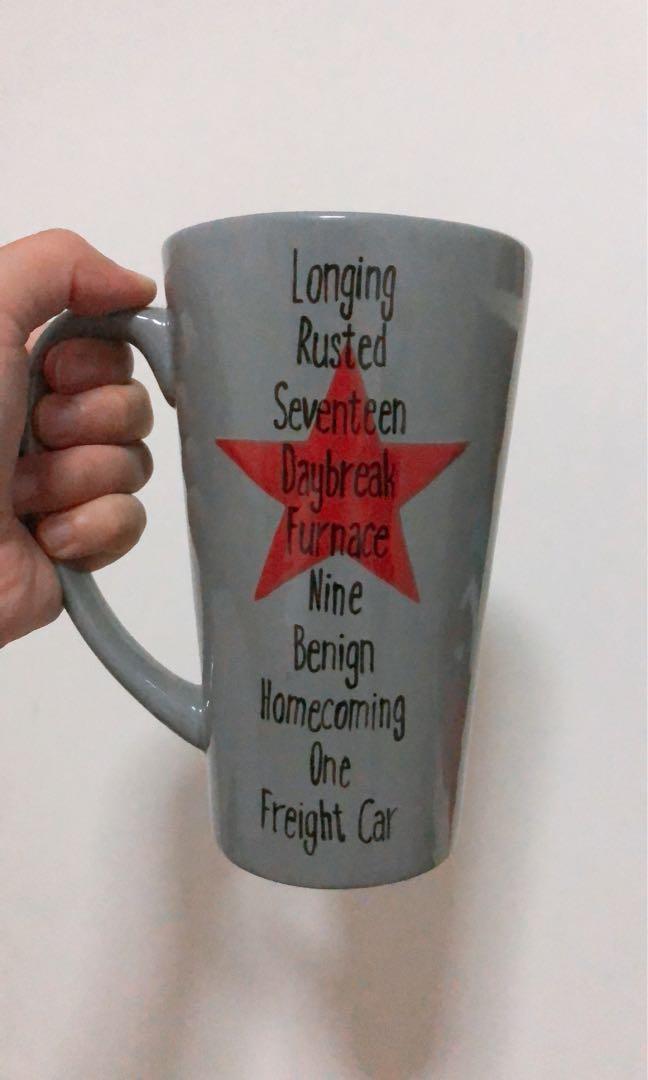 Longing
Rusted
Seventeen
Daybreak
Furnace
Nine
Benign
Homecoming
One
Freight Car